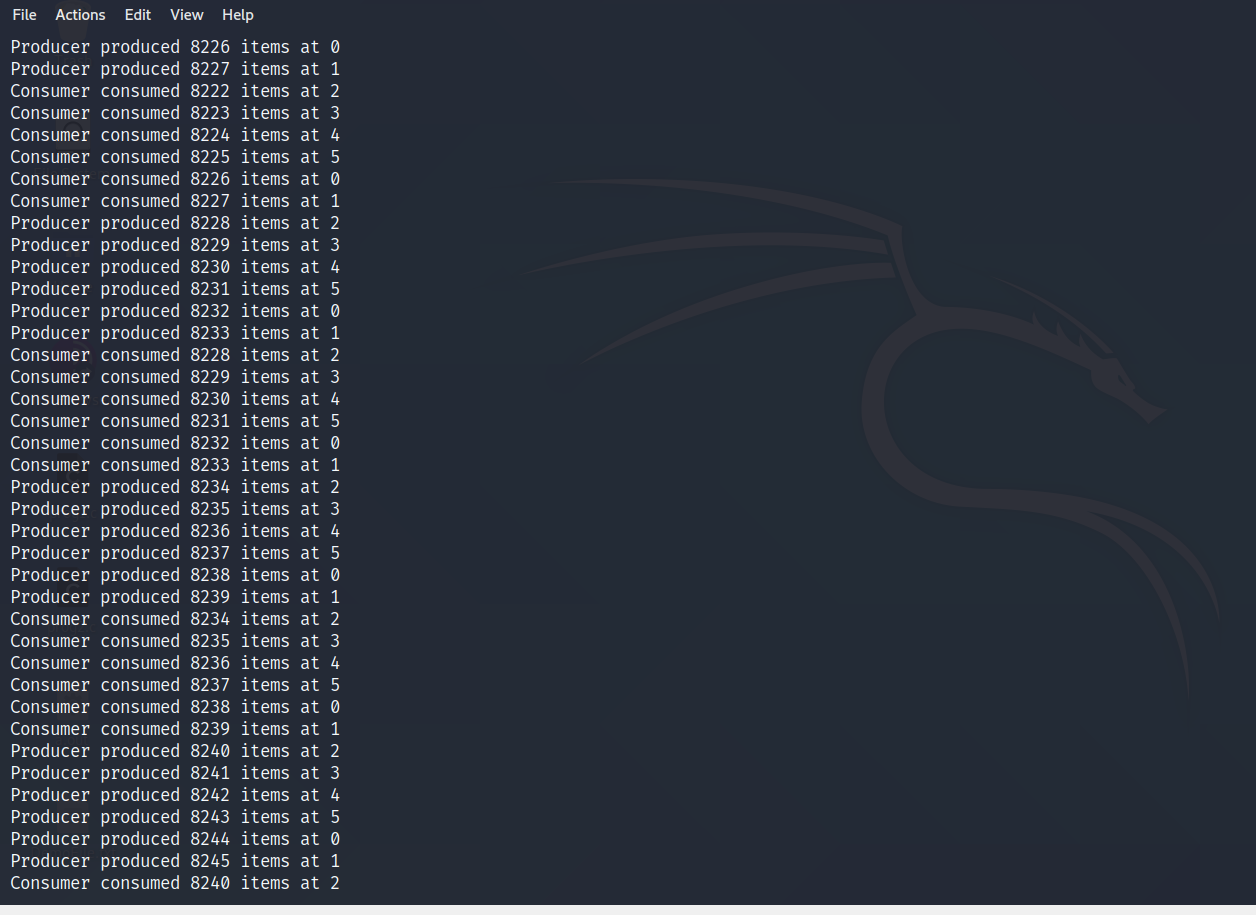 File Actions Edit View Help
Producer produced 8226 items at 0
Producer produced 8227 items at 1
Consumer consumed 8222 items at 2
Consumer consumed 8223 items at 3
Consumer consumed 8224 items at 4
Consumer consumed 8225 items at 5
Consumer consumed 8226 items at 0
Consumer consumed 8227 items at 1
Producer produced 8228 items at 2
Producer produced 8229 items at 3
Producer produced 8230 items at 4
Producer produced 8231 items at 5
Producer produced 8232 items at 0
Producer produced 8233 items at 1
Consumer consumed 8228 items at 2
Consumer consumed 8229 items at 3
Consumer consumed 8230 items at 4
Consumer consumed 8231 items at 5
Consumer consumed 8232 items at 0
Consumer consumed 8233 items at 1
Producer produced 8234 items at 2
Producer produced 8235 items at 3
Producer produced 8236 items at 4
Producer produced 8237 items at 5
Producer produced 8238 items at 0
Producer produced 8239 items at 1
Consumer consumed 8234 items at 2
Consumer consumed 8235 items at 3
Consumer consumed 8236 items at 4
Consumer consumed 8237 items at 5
Consumer consumed 8238 items at 0
Consumer consumed 8239 items at 1
Producer produced 8240 items at 2
Producer produced 8241 items at 3
Producer produced 8242 items at 4
Producer produced 8243 items at 5
Producer produced 8244 items at 0
Producer produced 8245 items at 1
Consumer consumed 8240 items at 2